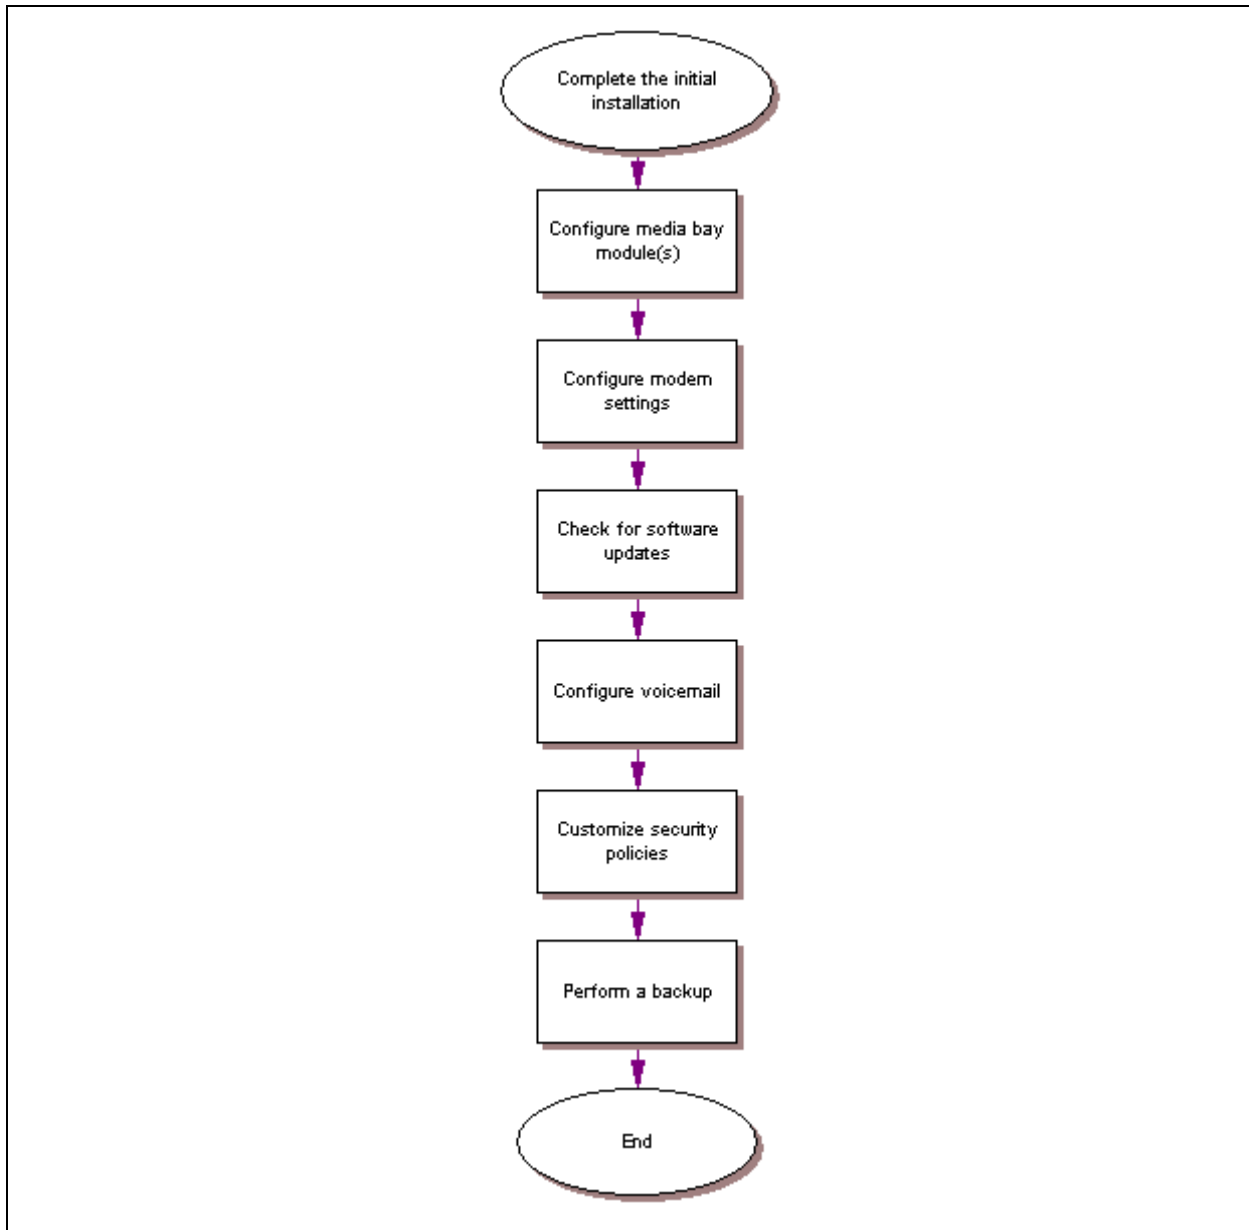 Complete the initial
installation
Configure media bay
module(s)
Configure modem
settings
Check for software
updates
Configure voicemail
Customize security
policies
Perform a backup
End